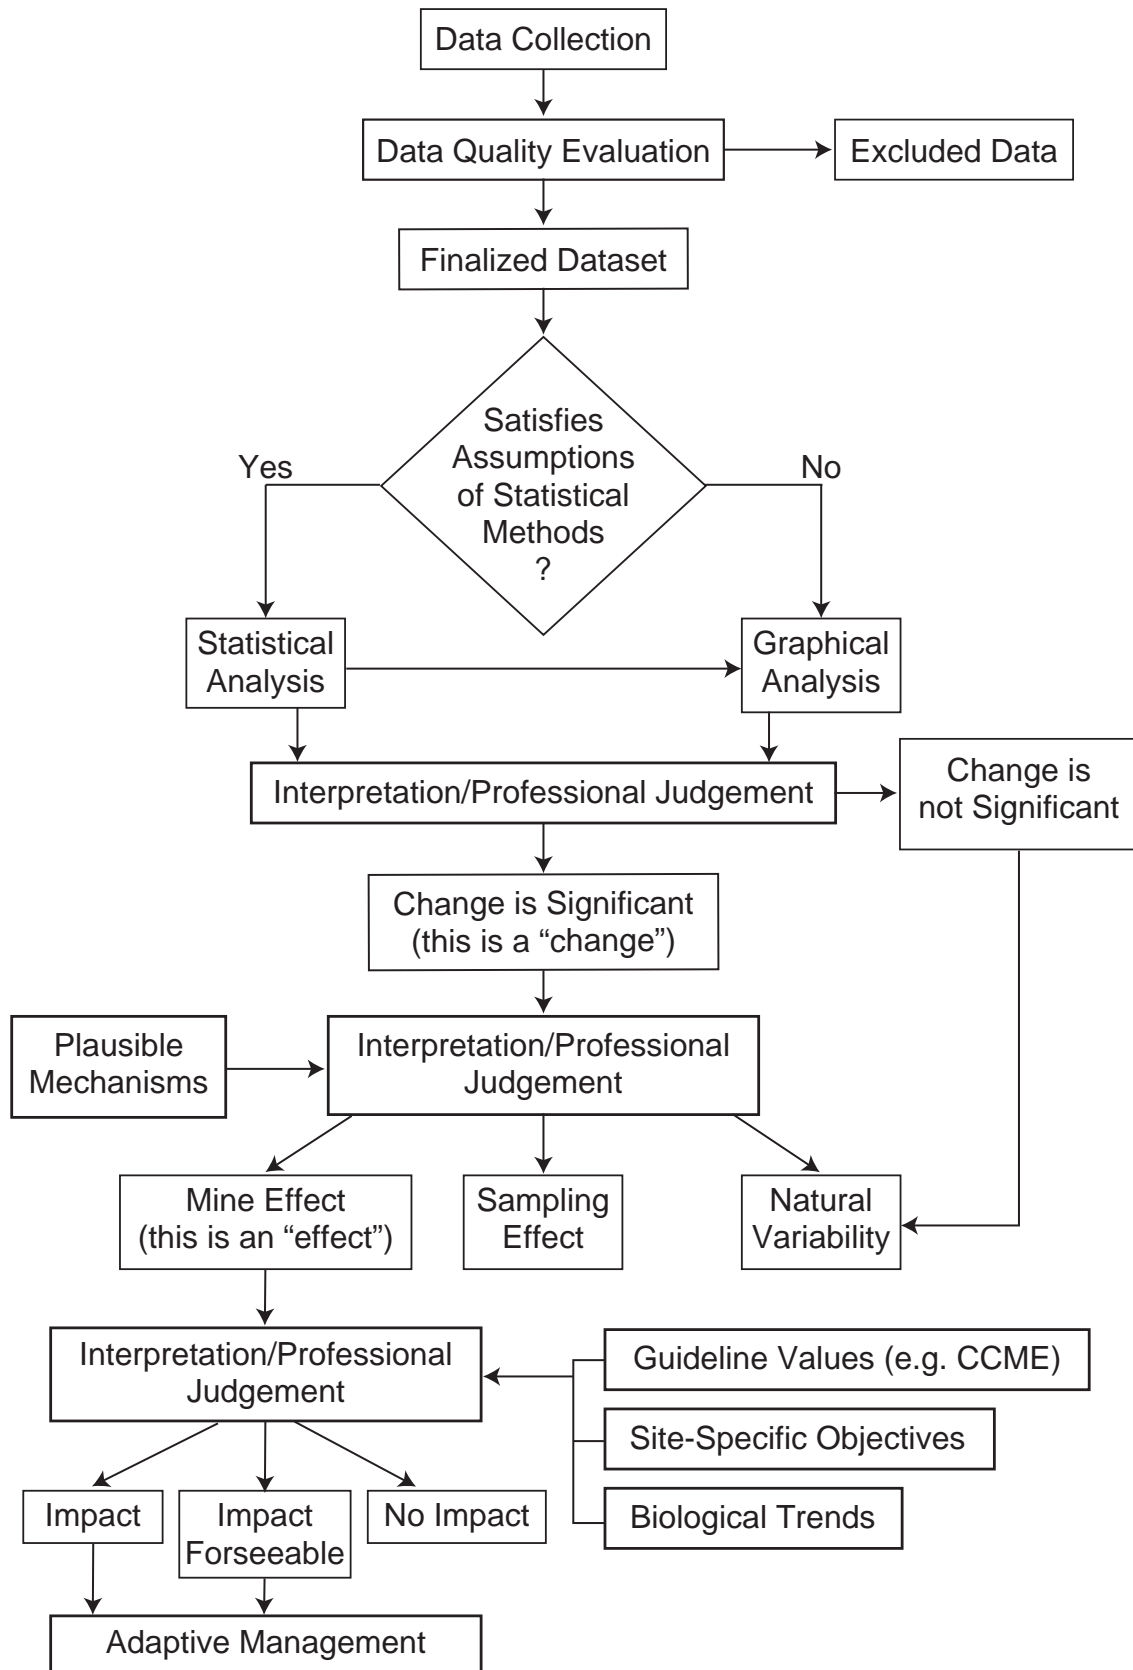 Data Collection
Data Quality Evaluation
Excluded Data
Finalized Dataset
Satisfies
Assumptions
of Statistical
Methods
?
Yes
No
Statistical
Analysis
Graphical
Analysis
Interpretation/Professional Judgement
Change is
not Significant
Change is Significant
(this is a “change”)
Plausible
Mechanisms
Interpretation/Professional
Judgement
Mine Effect
(this is an “effect”)
Sampling
Effect
Natural
Variability
Interpretation/Professional
Judgement
Guideline Values (e.g. CCME)
Site-Specific Objectives
Biological Trends
Impact
Impact
Forseeable
No Impact
Adaptive Management